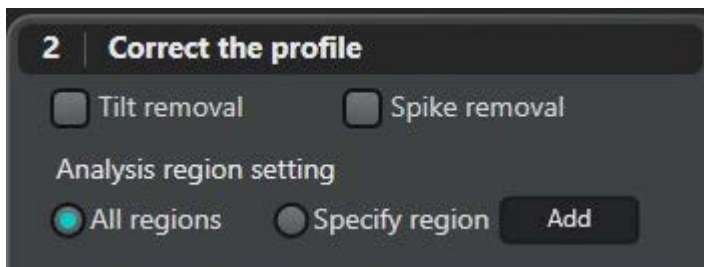 2 | Correct the profile
Tilt removal Spike removal
Analysis region setting
All regions Specify region Add